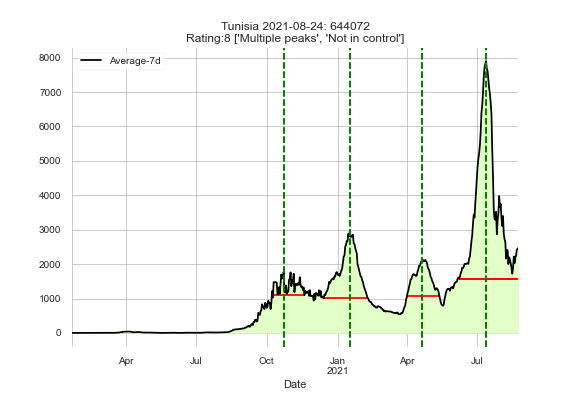 Tunisia 2021-08-24: 644072
Rating:8 ['Multiple peaks', 'Not in control']
Average-7d
8000
7000
6000
5000
4000
3000
2000
1000
0
Apr Jul Oct Jan Apr Jul
2021
Date